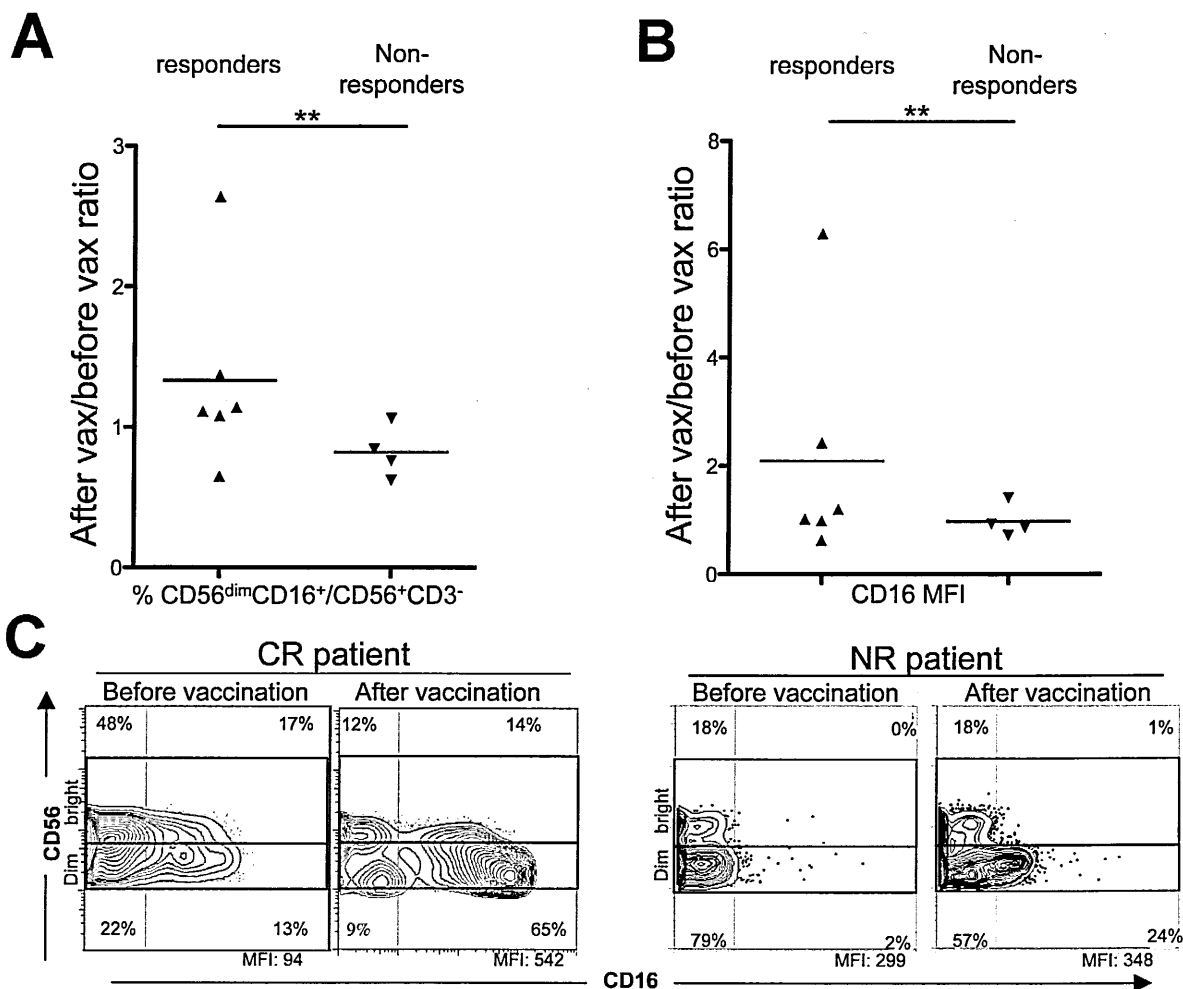 A
responders
Non-
responders
**
3
2
1
0
After vax/before vax ratio
% CD56dimCD16+/CD56+CD3-
B
responders
Non-
responders
**
8
6
4
2
0
After vax/before vax ratio
CD16 MFI
C
CR patient
Before vaccination
After vaccination
48%
17%
12%
14%
22%
13%
9%
65%
MFI: 94
MFI: 542
NR patient
Before vaccination
After vaccination
18%
0%
18%
1%
79%
2%
57%
24%
MFI: 299
MFI: 348
CD56
bright
Dim
bright
Dim
CD16